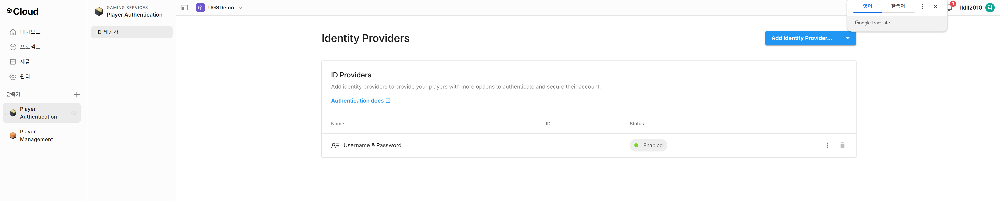 Cloud
대시보드
프로젝트
제품
관리
단축키
Player
Authentication
Player
Management
GAMING SERVICES
Player Authentication
ID 제공자
UGSDemo
영어
한국어
Google Translate
1
lldll2010
리
Identity Providers
Add Identity Provider...
ID Providers
Add identity providers to provide your players with more options to authenticate and secure their account.
Authentication docs
Name ID Status
Username & Password Enabled